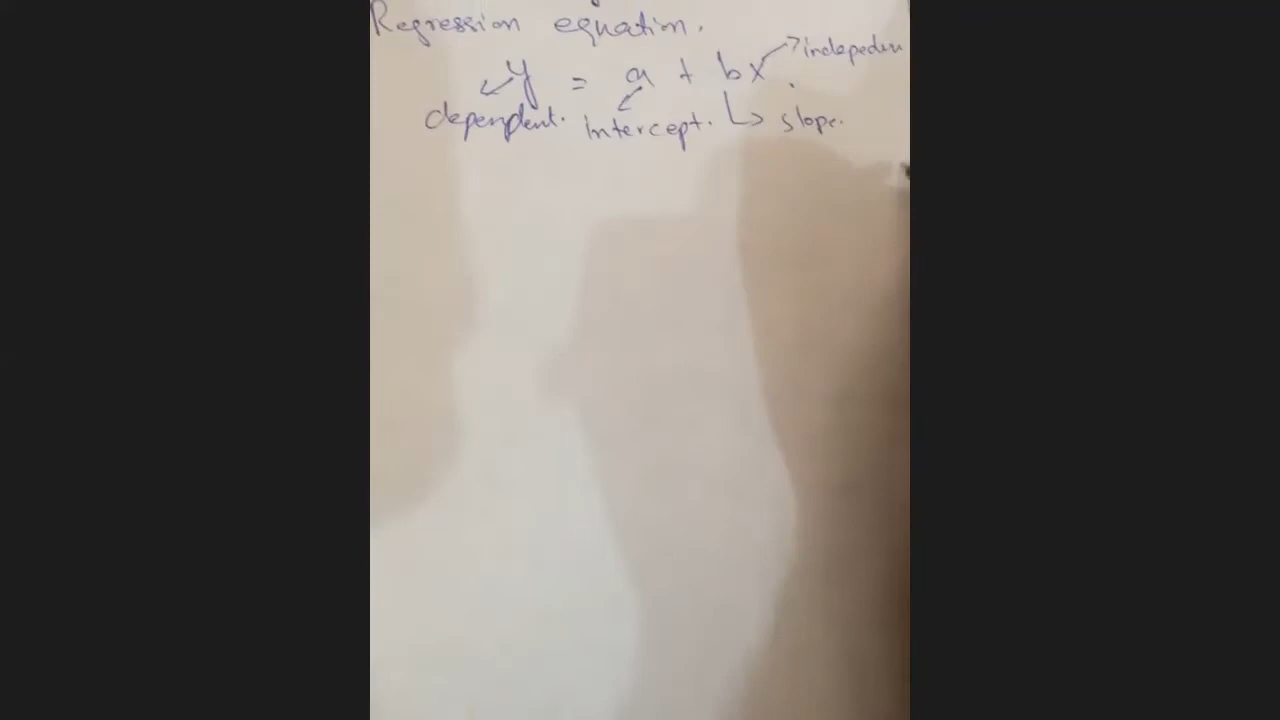 Regression equation.
independen
y = a + bx.
dependent. intercept. slope.